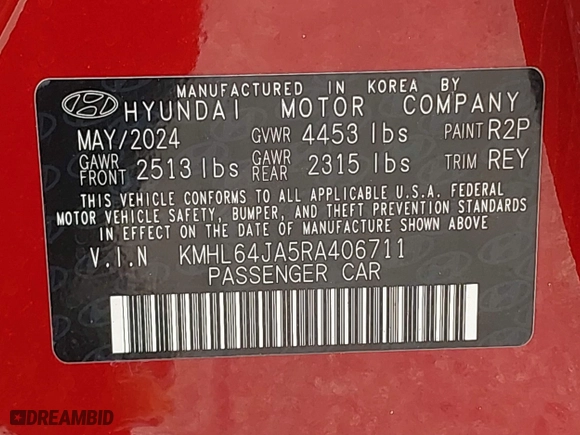 MANUFACTURED IN KOREA BY
HYUNDAI MOTOR COMPANY
MAY/2024 GVWR 4453 lbs PAINT R2P
GAWR FRONT 2513 lbs GAWR REAR 2315 lbs TRIM REY
THIS VEHICLE CONFORMS TO ALL APPLICABLE U.S.A. FEDERAL
MOTOR VEHICLE SAFETY, BUMPER, AND THEFT PREVENTION STANDARDS
IN EFFECT ON THE DATE OF MANUFACTURE SHOWN ABOVE
V.I.N KMHL64JA5RA406711
PASSENGER CAR
DREAMBID